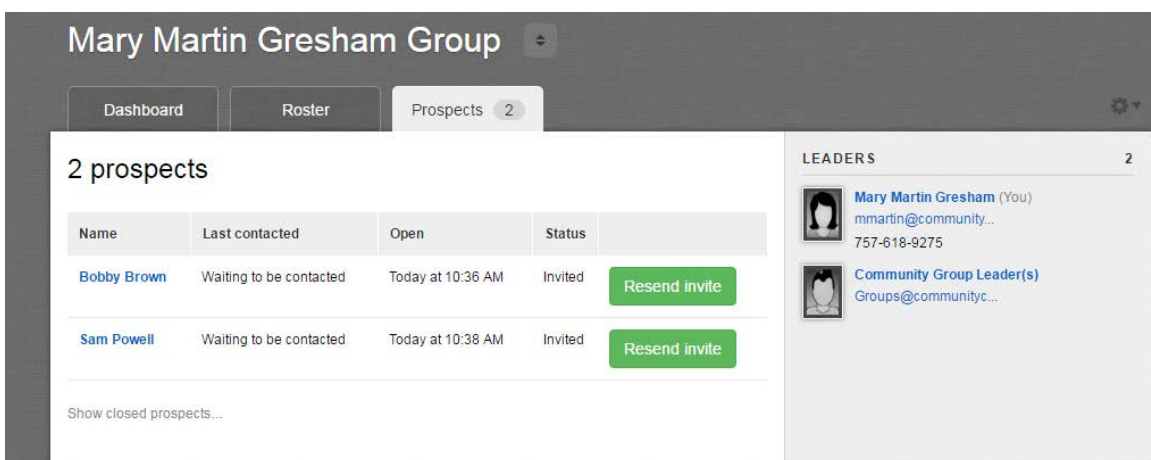 Mary Martin Gresham Group
Dashboard Roster Prospects 2
2 prospects
Name Last contacted Open Status
Bobby Brown Waiting to be contacted Today at 10:36 AM Invited Resend invite
Sam Powell Waiting to be contacted Today at 10:38 AM Invited Resend invite
Show closed prospects...
LEADERS 2
Mary Martin Gresham (You)
mmartin@community...
757-618-9275
Community Group Leader(s)
Groups@communityc...